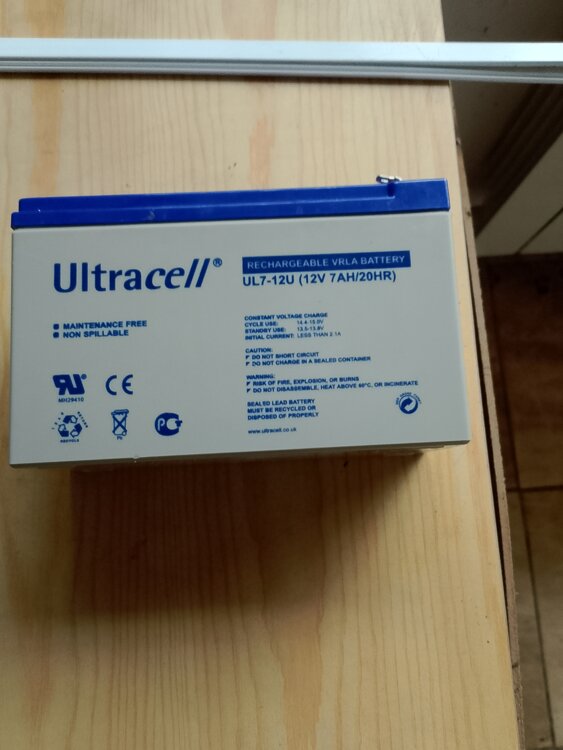 Ultracell®
RECHARGEABLE VRLA BATTERY
UL7-12U (12V 7AH/20HR)
MAINTENANCE FREE
NON SPILLABLE
CONSTANT VOLTAGE CHARGE
CYCLE USE: 14.4-15.0V
STANDBY USE: 13.5-13.8V
INITIAL CURRENT: LESS THAN 2.1A
CAUTION:
DO NOT SHORT CIRCUIT
DO NOT CHARGE IN A SEALED CONTAINER
WARNING:
RISK OF FIRE, EXPLOSION, OR BURNS
DO NOT DISASSEMBLE, HEAT ABOVE 60°C, OR INCINERATE
SEALED LEAD BATTERY
MUST BE RECYCLED OR
DISPOSED OF PROPERLY
www.ultracell.co.uk
CE
MH29410
RECYCLE
Pb